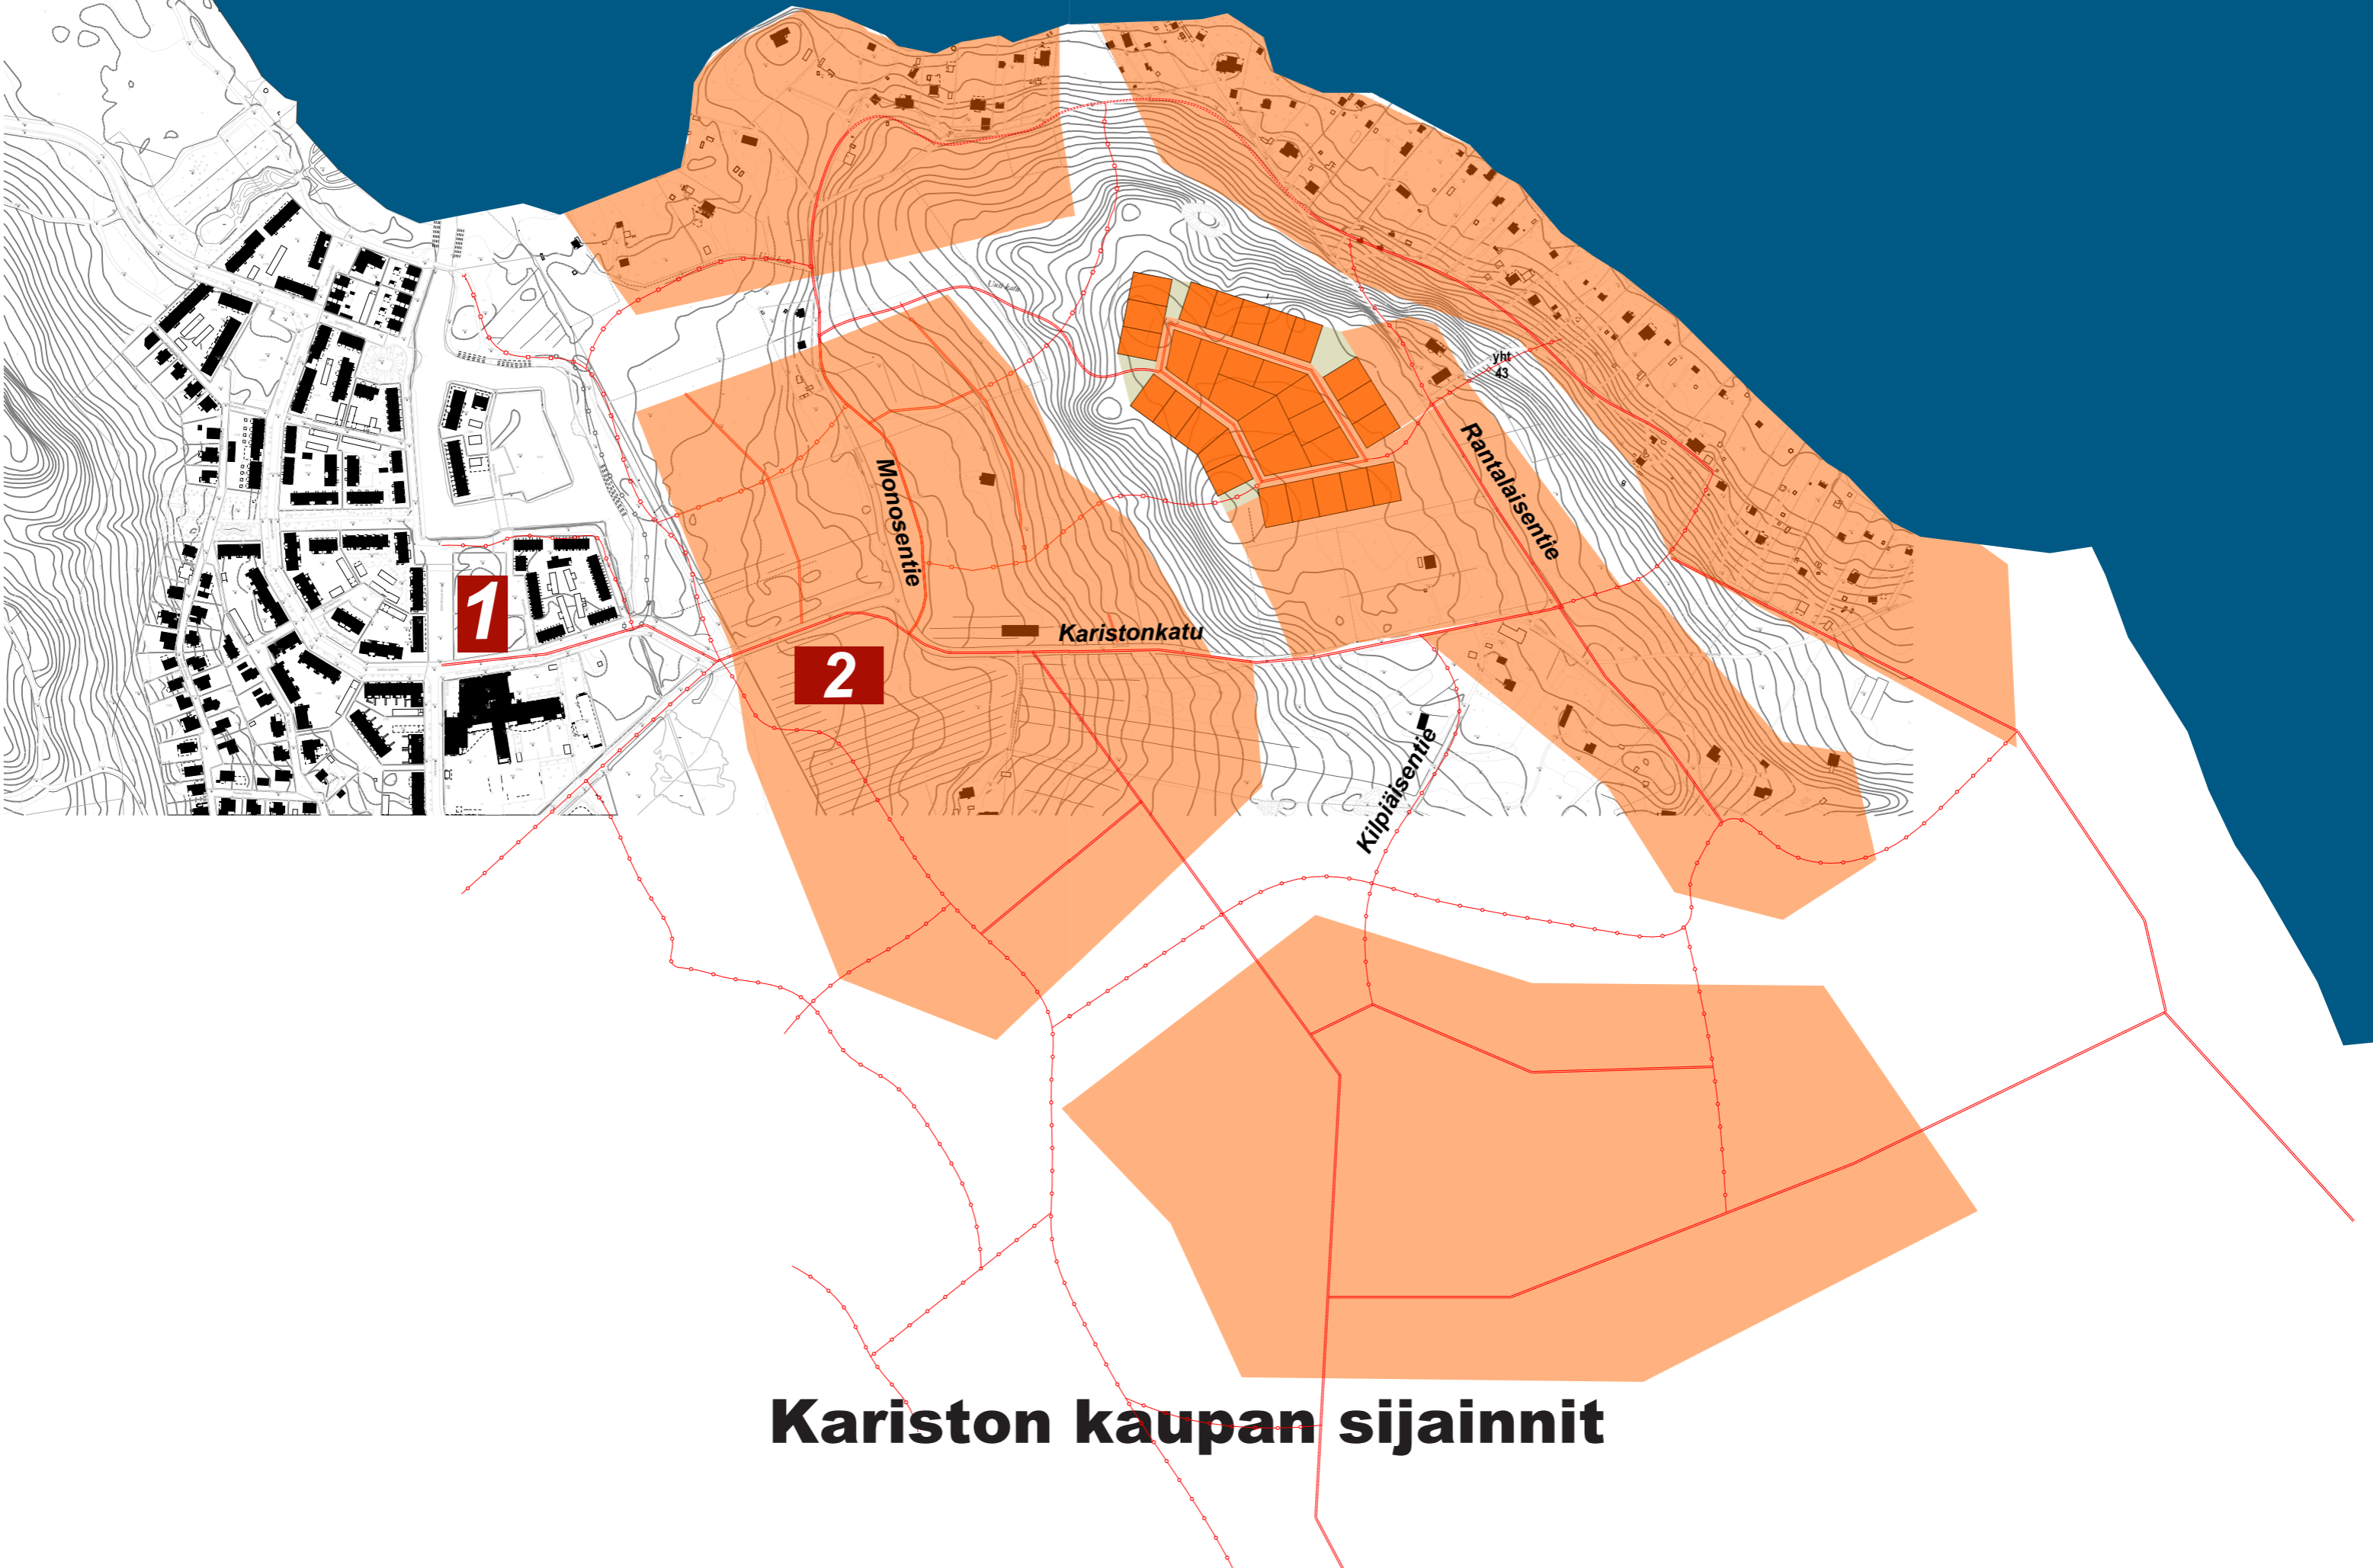 yht
43
Rantalaisentie
Monosentie
1
Karistonkatu
2
Kilpiäisentie
Kariston kaupan sijainnit